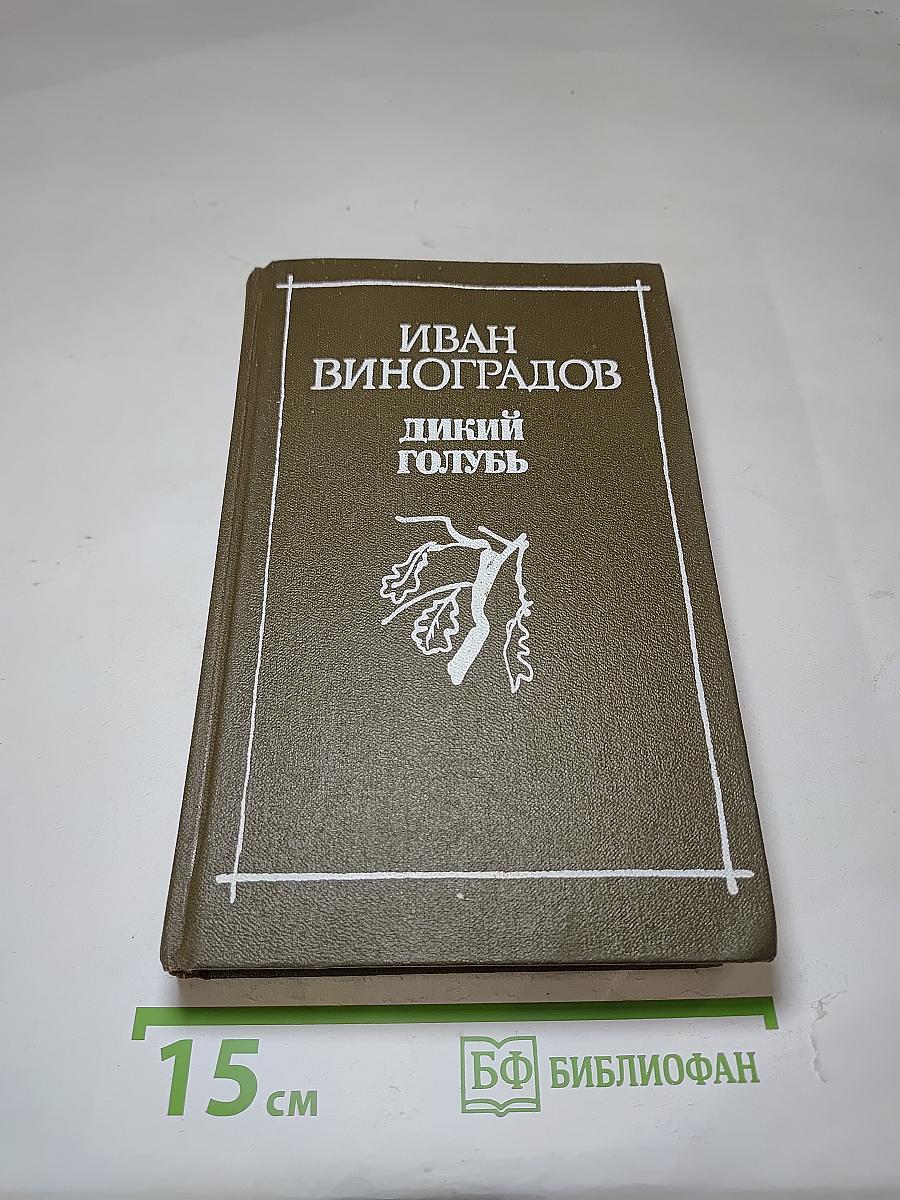 ИВАН
ВИНОГРАДОВ
ДИКИЙ
ГОЛУБЬ
15 см
БФ БИБЛИОФАН